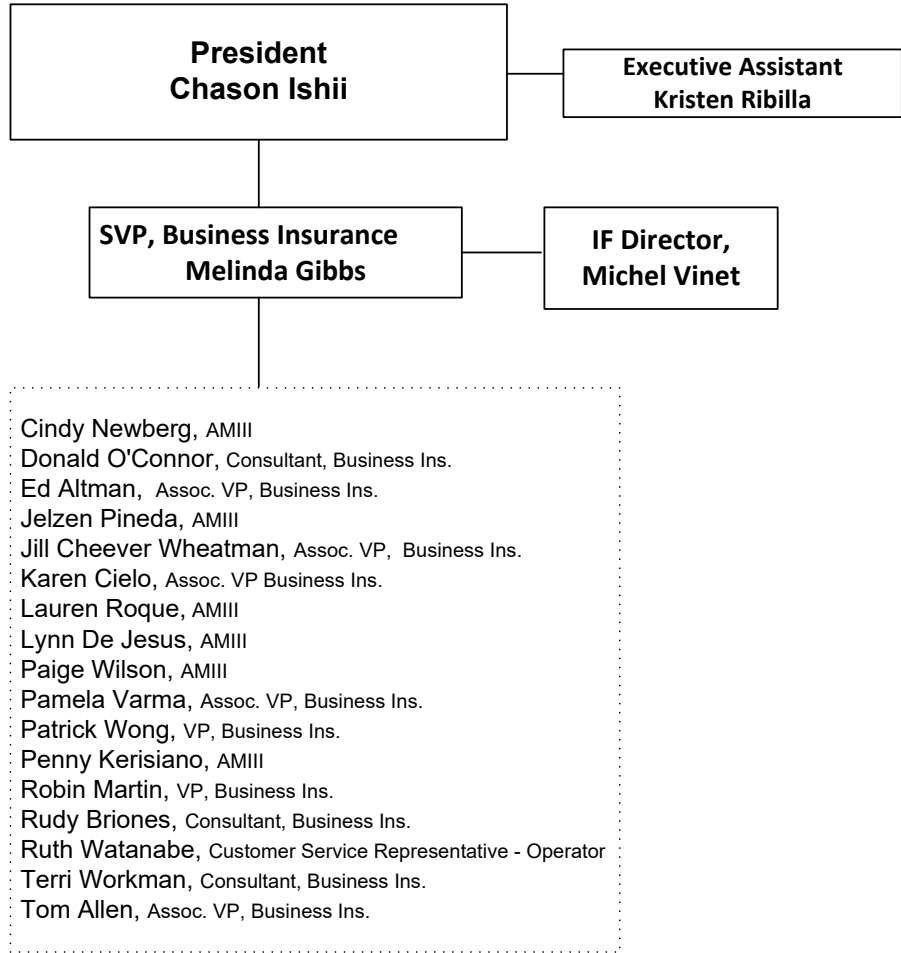 President
Chason Ishii
Executive Assistant
Kristen Ribilla
SVP, Business Insurance
Melinda Gibbs
IF Director,
Michel Vinet
Cindy Newberg, AMIII
Donald O'Connor, Consultant, Business Ins.
Ed Altman, Assoc. VP, Business Ins.
Jelzen Pineda, AMIII
Jill Cheever Wheatman, Assoc. VP, Business Ins.
Karen Cielo, Assoc. VP Business Ins.
Lauren Roque, AMIII
Lynn De Jesus, AMIII
Paige Wilson, AMIII
Pamela Varma, Assoc. VP, Business Ins.
Patrick Wong, VP, Business Ins.
Penny Kerisiano, AMIII
Robin Martin, VP, Business Ins.
Rudy Briones, Consultant, Business Ins.
Ruth Watanabe, Customer Service Representative - Operator
Terri Workman, Consultant, Business Ins.
Tom Allen, Assoc. VP, Business Ins.